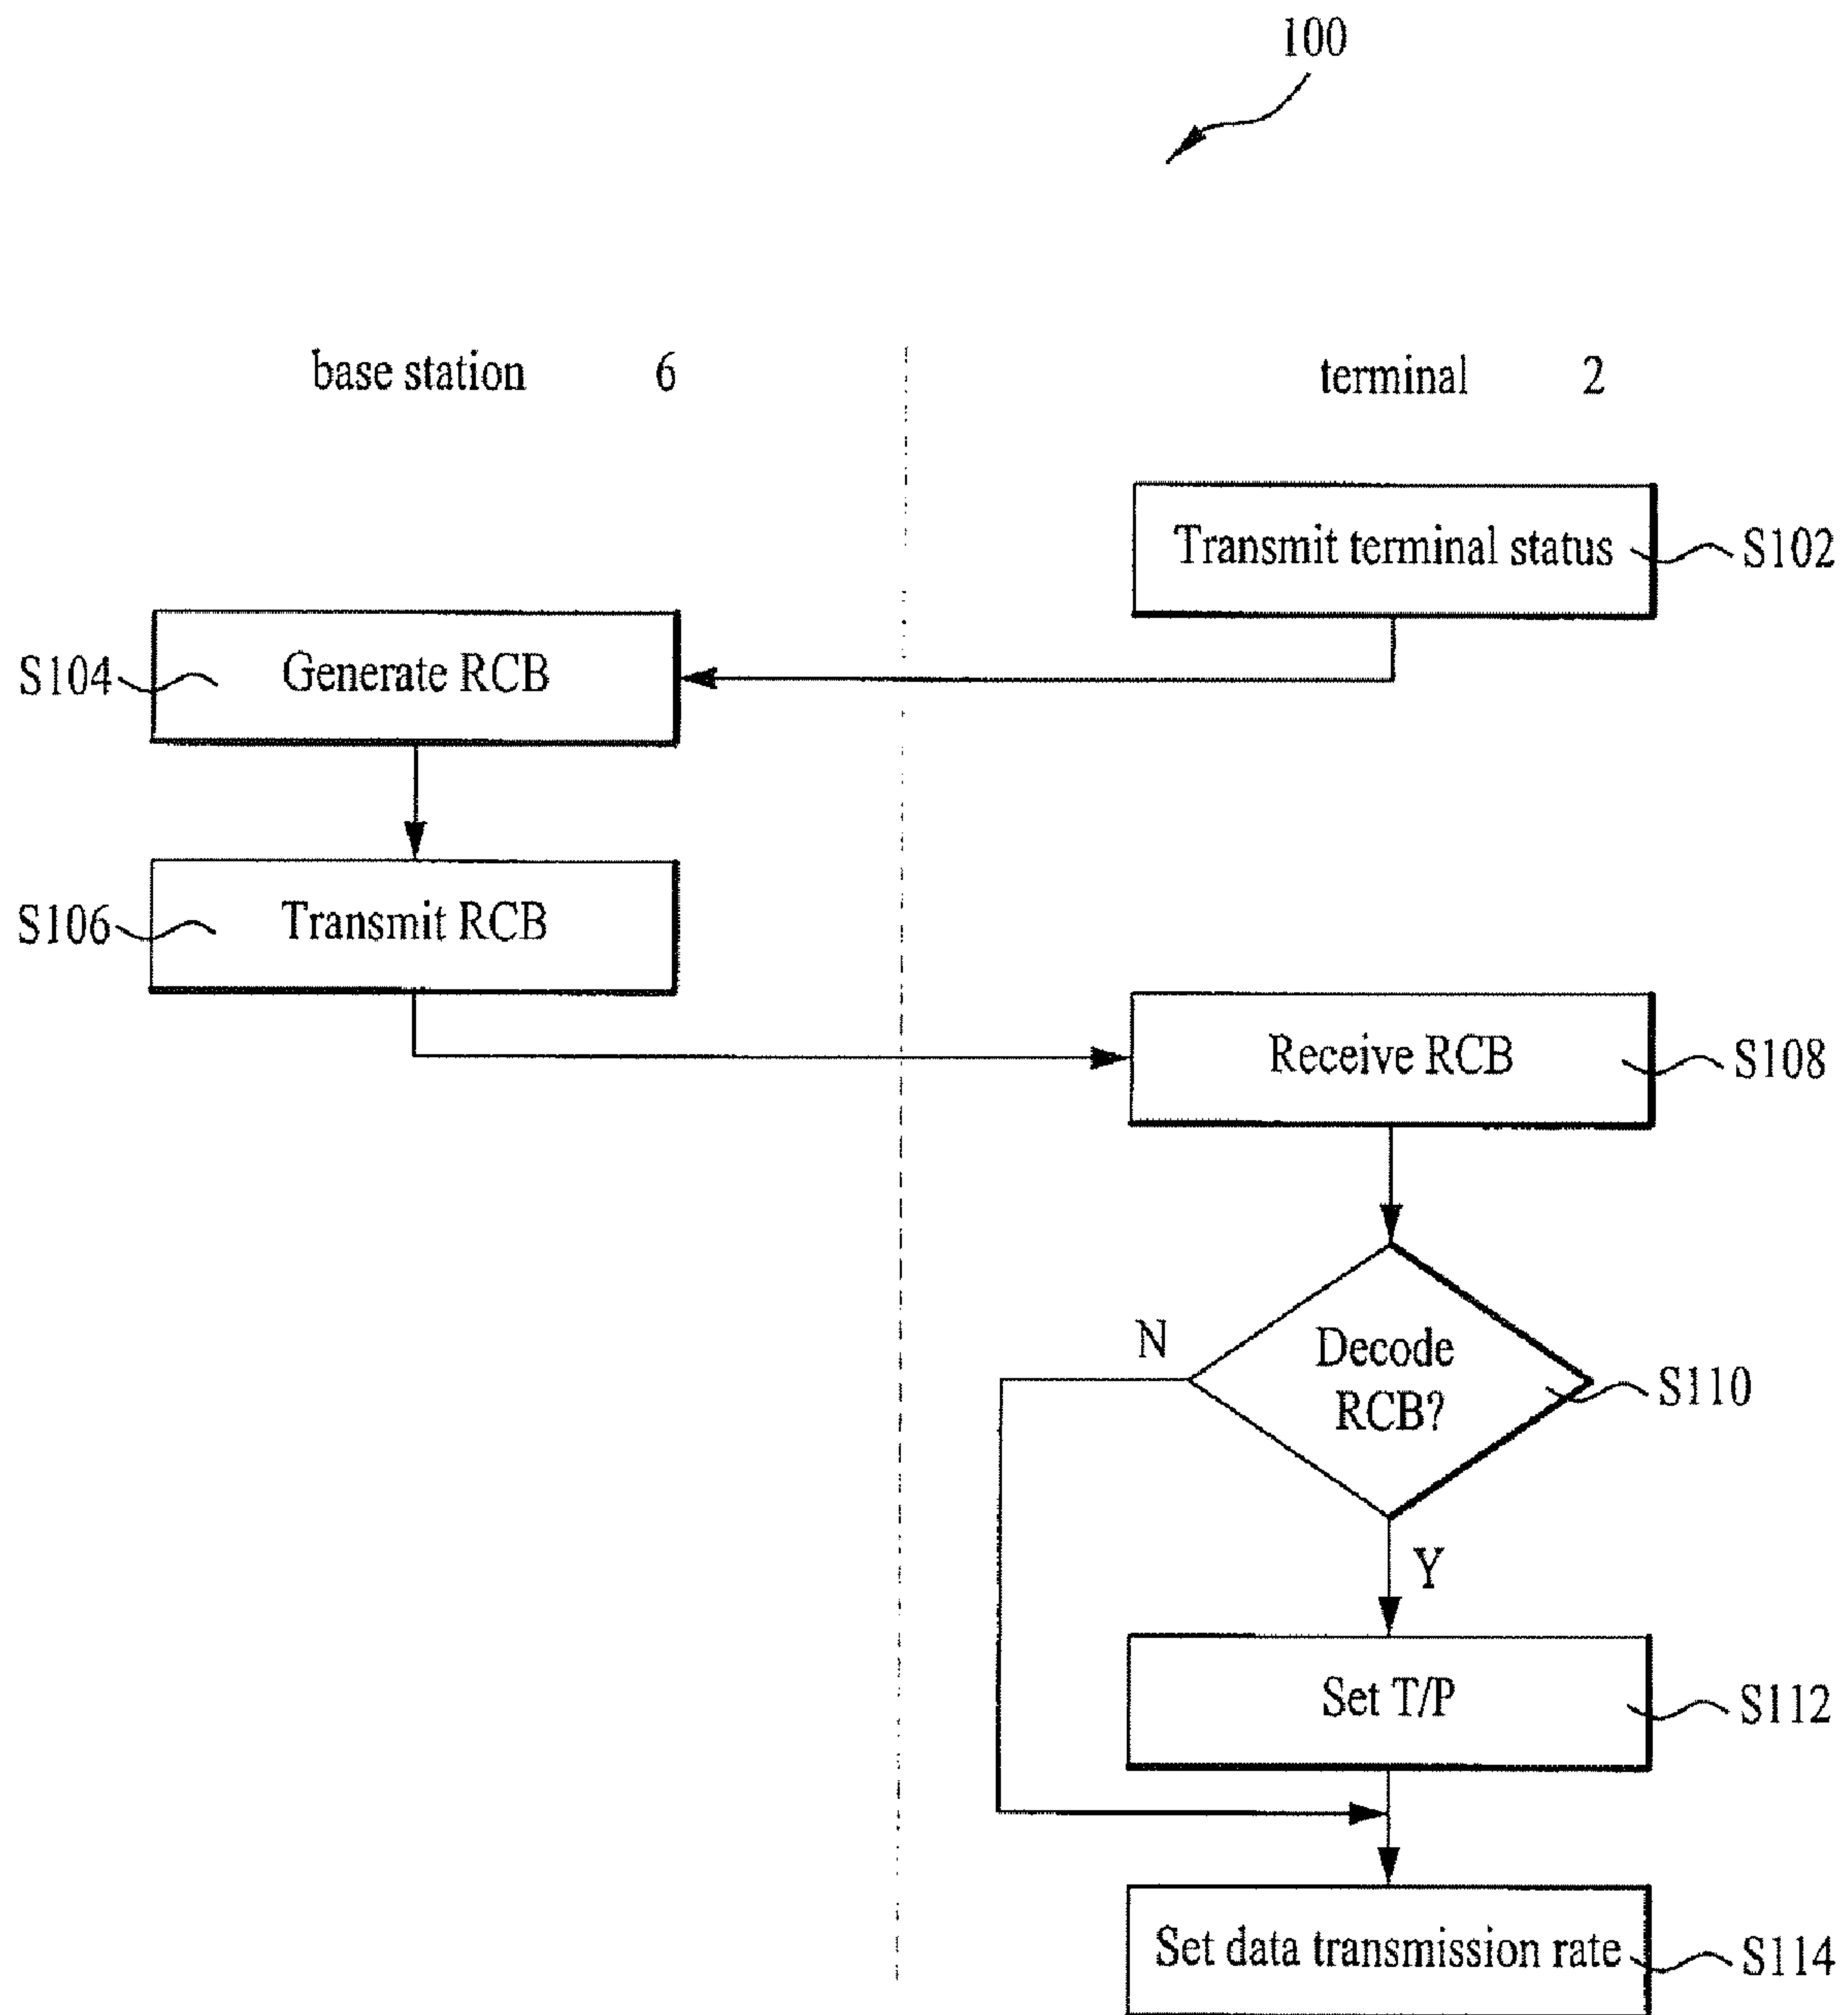 100
base station 6
terminal 2
Transmit terminal status
S102
S104
Generate RCB
S106
Transmit RCB
Receive RCB
S108
N
Decode
RCB?
S110
Y
Set T/P
S112
Set data transmission rate
S114